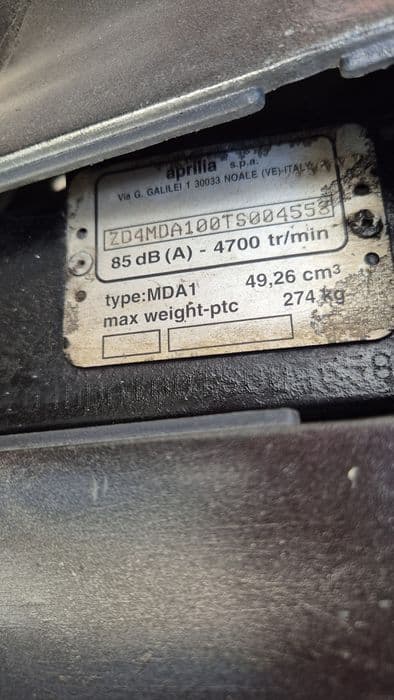 aprilia s.p.a.
Via G. GALILEI 1 30033 NOALE (VE)-ITALY
ZD4MDA100TS004558
85 dB (A) - 4700 tr/min
type:MDA1 49,26 cm³
max weight-ptc 274 kg